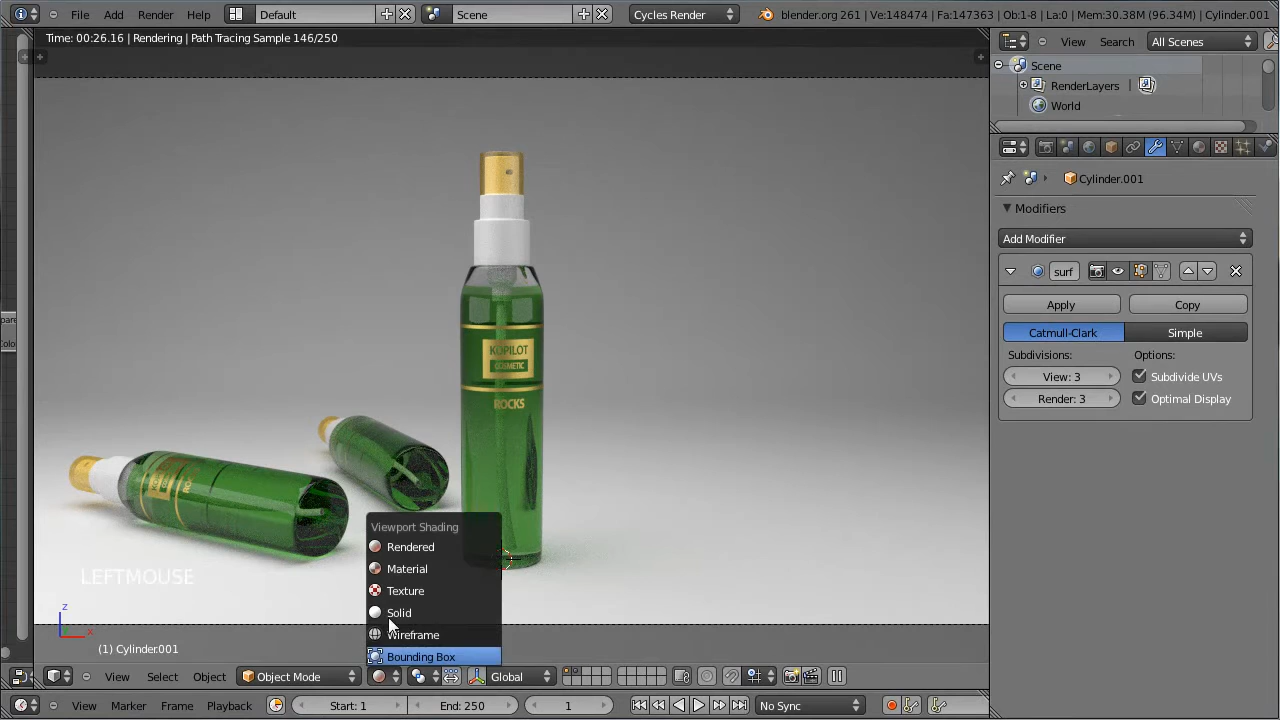 File Add Render Help Default Scene Cycles Render blender.org 261 | Ve:148474 | Fa:147363 | Ob:1-8 | La:0 | Mem:30.38M (96.34M) | Cylinder.001
Time: 00:26.16 | Rendering | Path Tracing Sample 146/250
View Search All Scenes
Scene
RenderLayers |
World
Cylinder.001
Modifiers
Add Modifier
surf
Apply Copy
Catmull-Clark Simple
Subdivisions: Options:
View: 3 Subdivide UVs
Render: 3 Optimal Display
KOPILOT
COSMETIC
ROCKS
LEFTMOUSE
z
x
(1) Cylinder.001
Viewport Shading
Rendered
Material
Texture
Solid
Wireframe
Bounding Box
View Select Object Object Mode Global
View Marker Frame Playback Start: 1 End: 250 1 No Sync